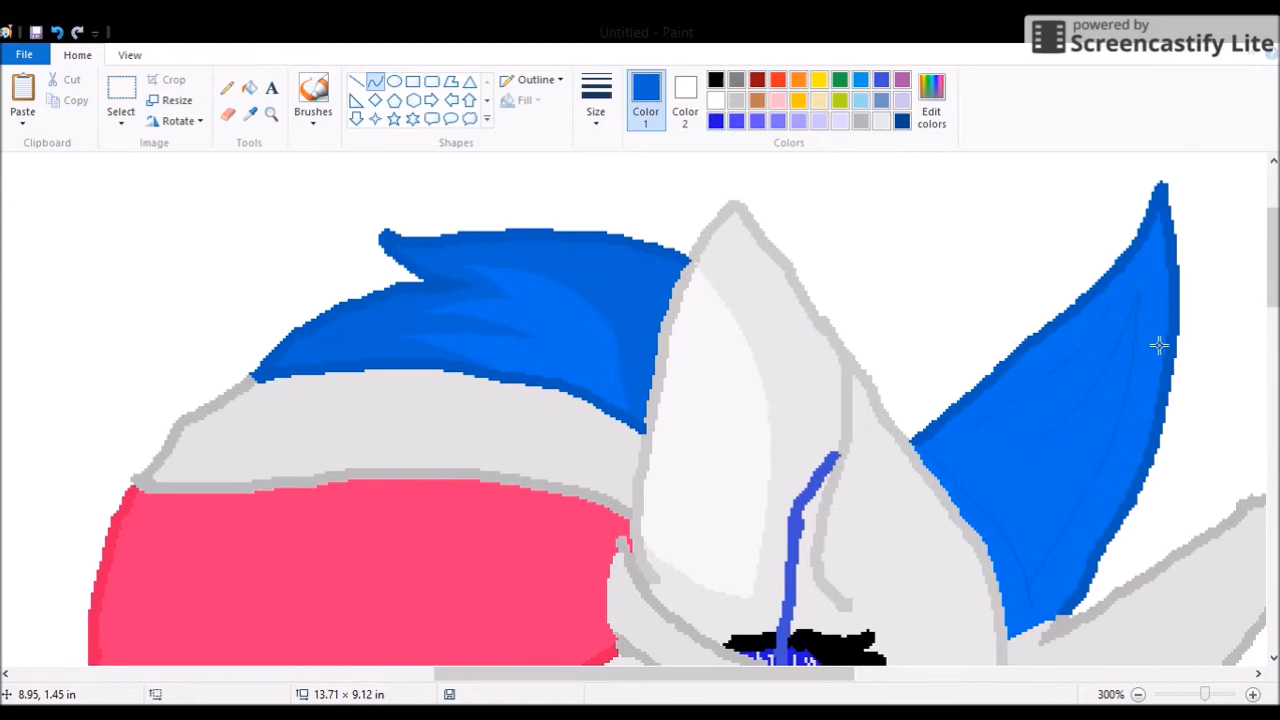 Untitled - Paint
powered by
Screencastify Lite
File
Home
View
Paste
Clipboard
Cut
Copy
Select
Crop
Resize
Rotate
Image
Tools
Brushes
Shapes
Outline
Fill
Size
Color 1
Color 2
Edit colors
Colors
8.95, 1.45 in
13.71 × 9.12 in
300%